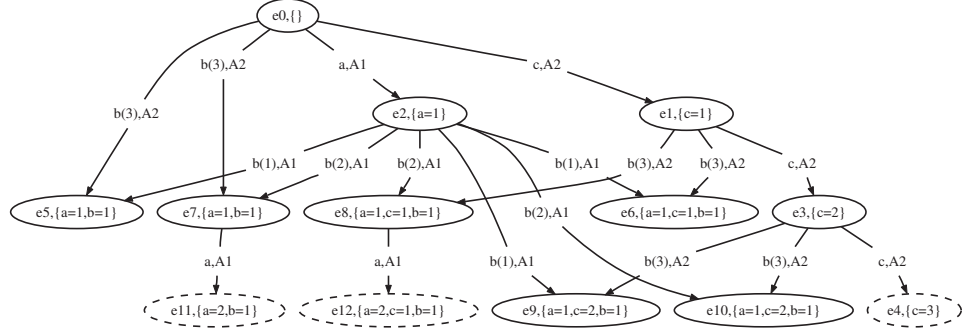 e0,{}
b(3),A2
a,A1
c,A2
b(3),A2
e2,{a=1}
e1,{c=1}
b(1),A1
b(2),A1
b(2),A1
b(1),A1
b(3),A2
b(3),A2
c,A2
e5,{a=1,b=1}
e7,{a=1,b=1}
e8,{a=1,c=1,b=1}
b(2),A1
e6,{a=1,c=1,b=1}
e3,{c=2}
a,A1
a,A1
b(1),A1
b(3),A2
b(3),A2
c,A2
e11,{a=2,b=1}
e12,{a=2,c=1,b=1}
e9,{a=1,c=2,b=1}
e10,{a=1,c=2,b=1}
e4,{c=3}